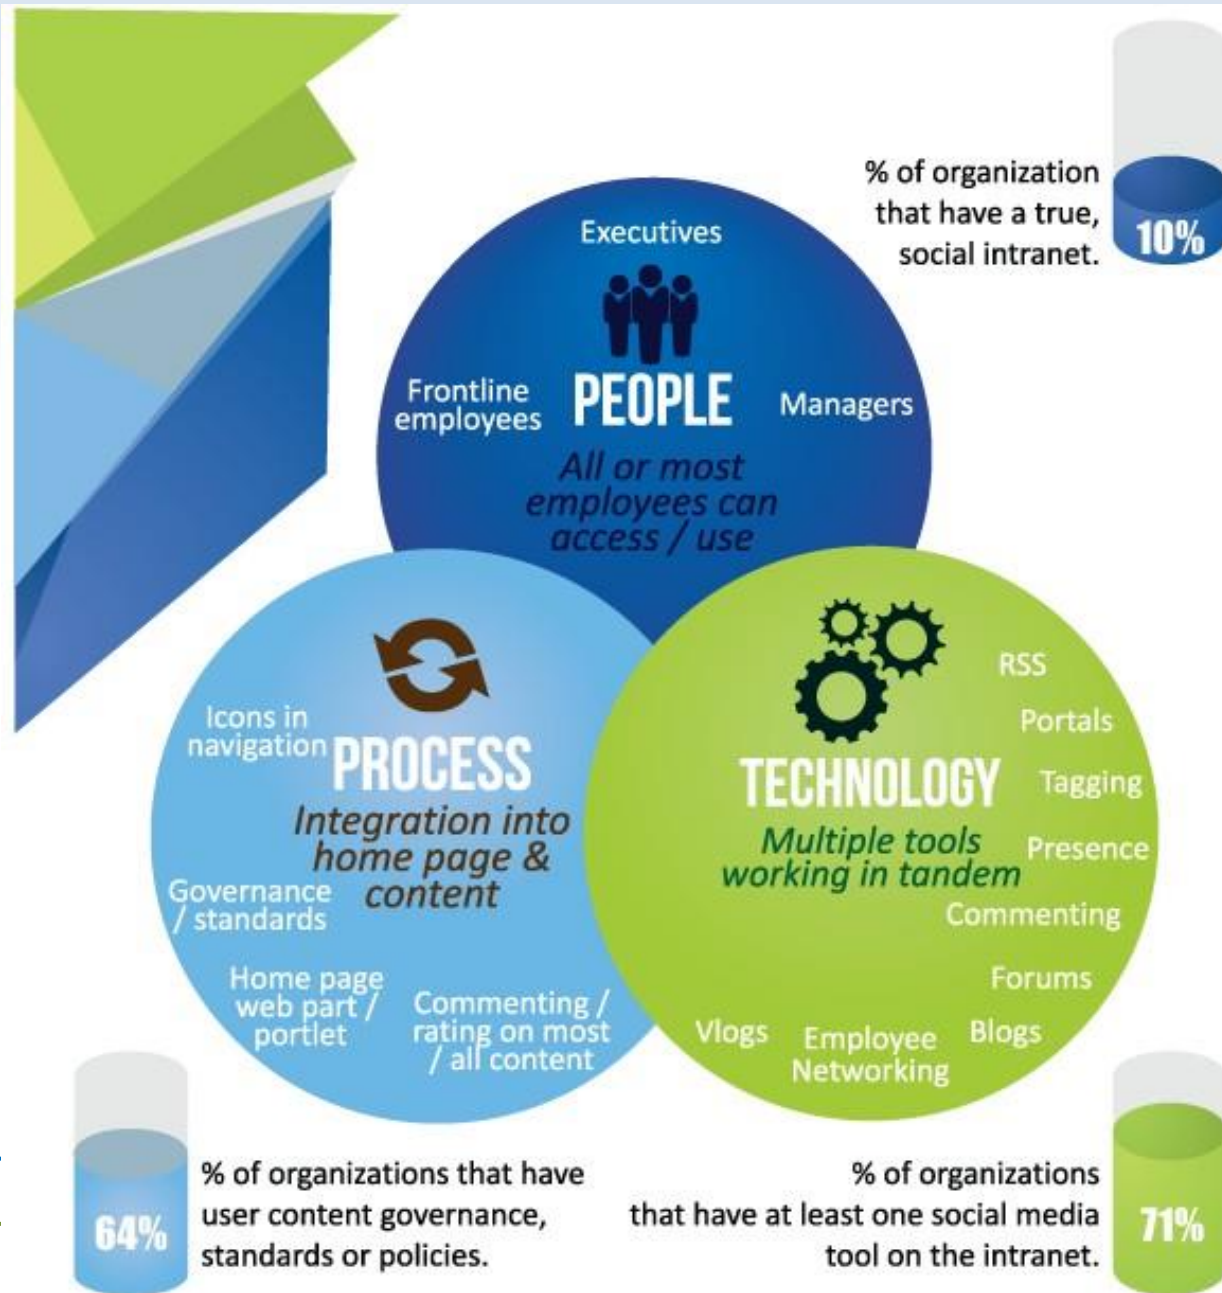 % of organization
that have a true,
social intranet.
10%
Executives
Frontline
employees
PEOPLE
Managers
All or most
employees can
access / use
Icons in
navigation
PROCESS
Integration into
home page &
content
Governance
/ standards
Home page
web part /
portlet
Commenting /
rating on most
/ all content
TECHNOLOGY
Multiple tools
working in tandem
RSS
Portals
Tagging
Presence
Commenting
Forums
Blogs
Employee
Networking
Vlogs
64%
% of organizations that have
user content governance,
standards or policies.
% of organizations
that have at least one social media
tool on the intranet.
71%